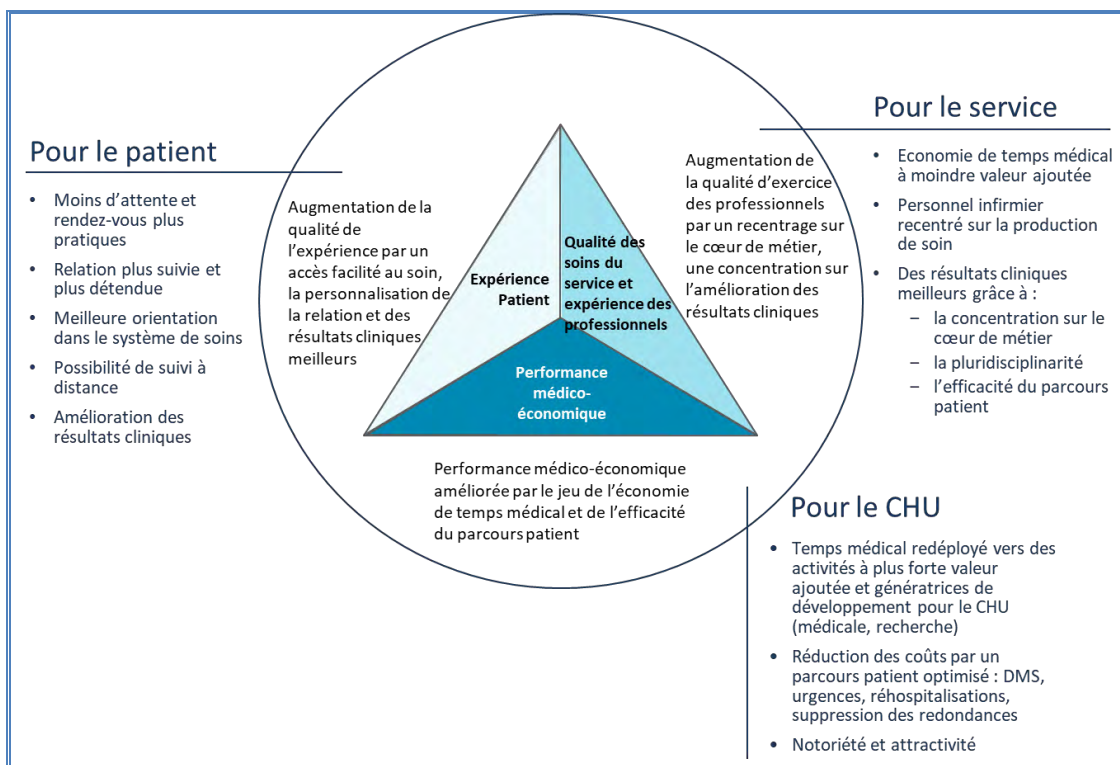 Pour le patient
• Moins d’attente et
rendez-vous plus
pratiques
• Relation plus suivie et
plus détendue
• Meilleure orientation
dans le système de soins
• Possibilité de suivi à
distance
• Amélioration des
résultats cliniques
Augmentation de la
qualité de
l’expérience par un
accès facilité au soin,
la personnalisation de
la relation et des
résultats cliniques
meilleurs
Expérience
Patient
Qualité des
soins du
service et
expérience des
professionnels
Performance
médico-
économique
Augmentation de
la qualité d’exercice
des professionnels
par un recentrage sur
le cœur de métier,
une concentration sur
l’amélioration des
résultats cliniques
Performance médico-économique
améliorée par le jeu de l’économie
de temps médical et de l’efficacité
du parcours patient
Pour le service
• Economie de temps médical
à moindre valeur ajoutée
• Personnel infirmier
recentré sur la production
de soin
• Des résultats cliniques
meilleurs grâce à :
– la concentration sur le
cœur de métier
– la pluridisciplinarité
– l’efficacité du parcours
patient
Pour le CHU
• Temps médical redéployé vers des
activités à plus forte valeur
ajoutée et génératrices de
développement pour le CHU
(médicale, recherche)
• Réduction des coûts par un
parcours patient optimisé : DMS,
urgences, réhospitalisations,
suppression des redondances
• Notoriété et attractivité